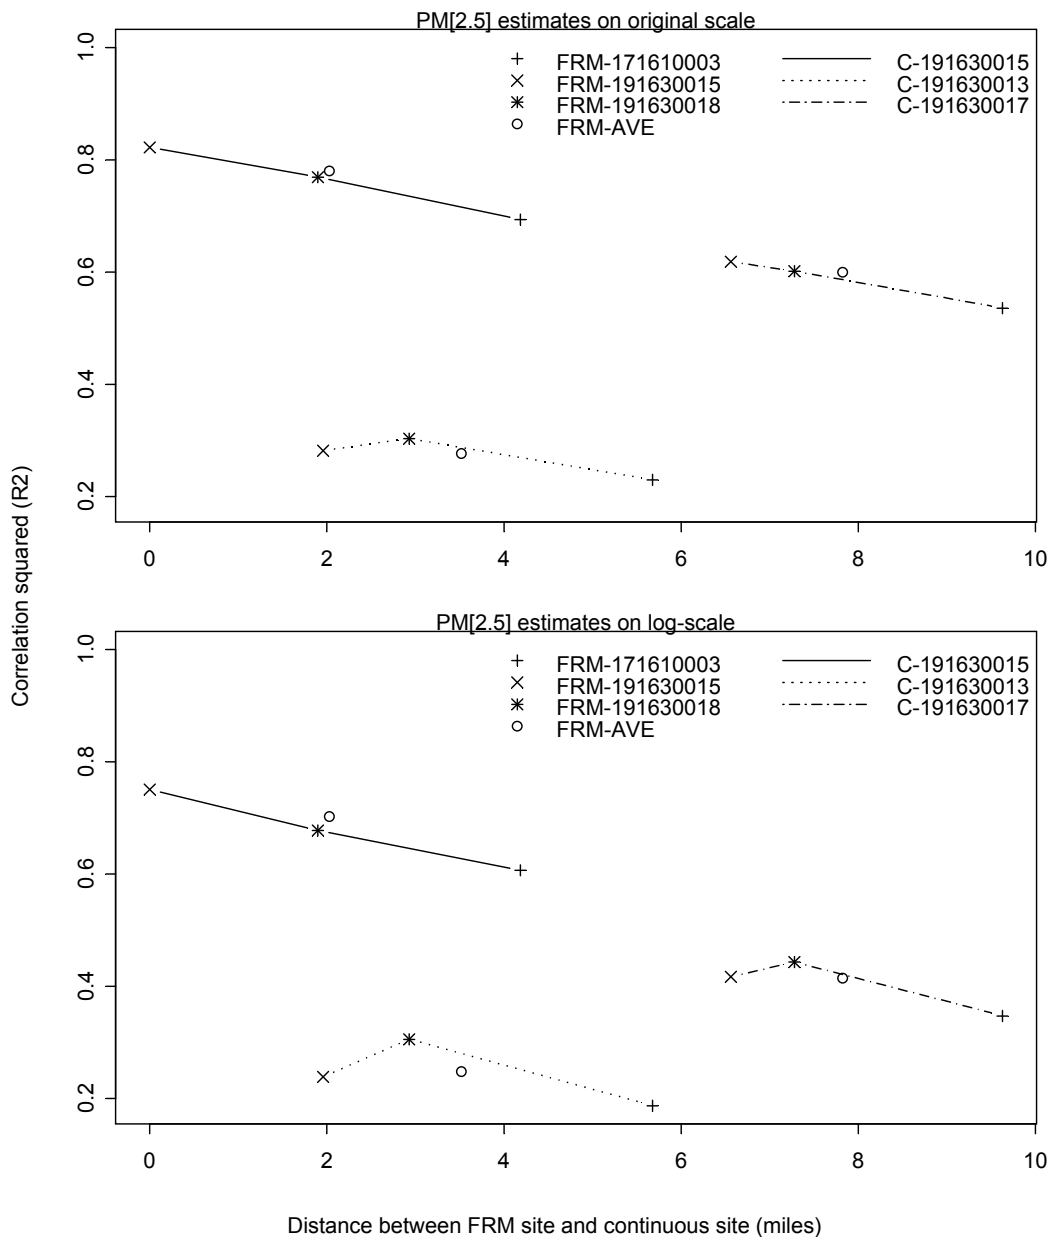 PM[2.5] estimates on original scale
FRM-171610003 C-191630015
FRM-191630015 C-191630013
FRM-191630018 C-191630017
FRM-AVE
1.0
0.8
0.6
0.4
0.2
0 2 4 6 8 10
Correlation squared (R2)
PM[2.5] estimates on log-scale
FRM-171610003 C-191630015
FRM-191630015 C-191630013
FRM-191630018 C-191630017
FRM-AVE
1.0
0.8
0.6
0.4
0.2
0 2 4 6 8 10
Distance between FRM site and continuous site (miles)